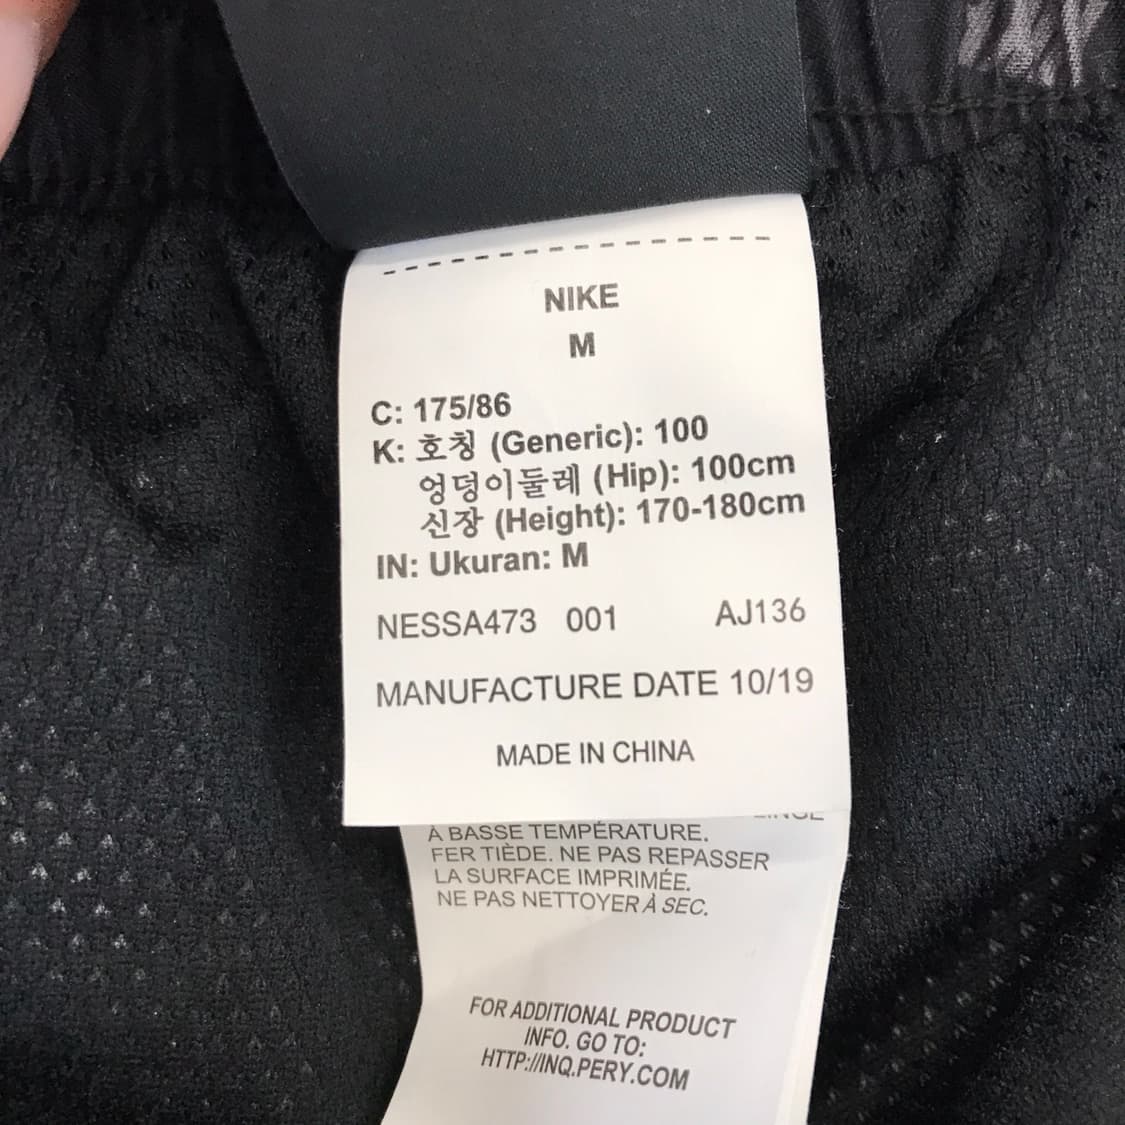 NIKE
M
C: 175/86
K: 호칭 (Generic): 100
엉덩이둘레 (Hip): 100cm
신장 (Height): 170-180cm
IN: Ukuran: M
NESSA473 001 AJ136
MANUFACTURE DATE 10/19
MADE IN CHINA
À BASSE TEMPÉRATURE.
FER TIÈDE. NE PAS REPASSER
LA SURFACE IMPRIMÉE.
NE PAS NETTOYER À SEC.
FOR ADDITIONAL PRODUCT
INFO. GO TO:
HTTP://INQ.PERY.COM